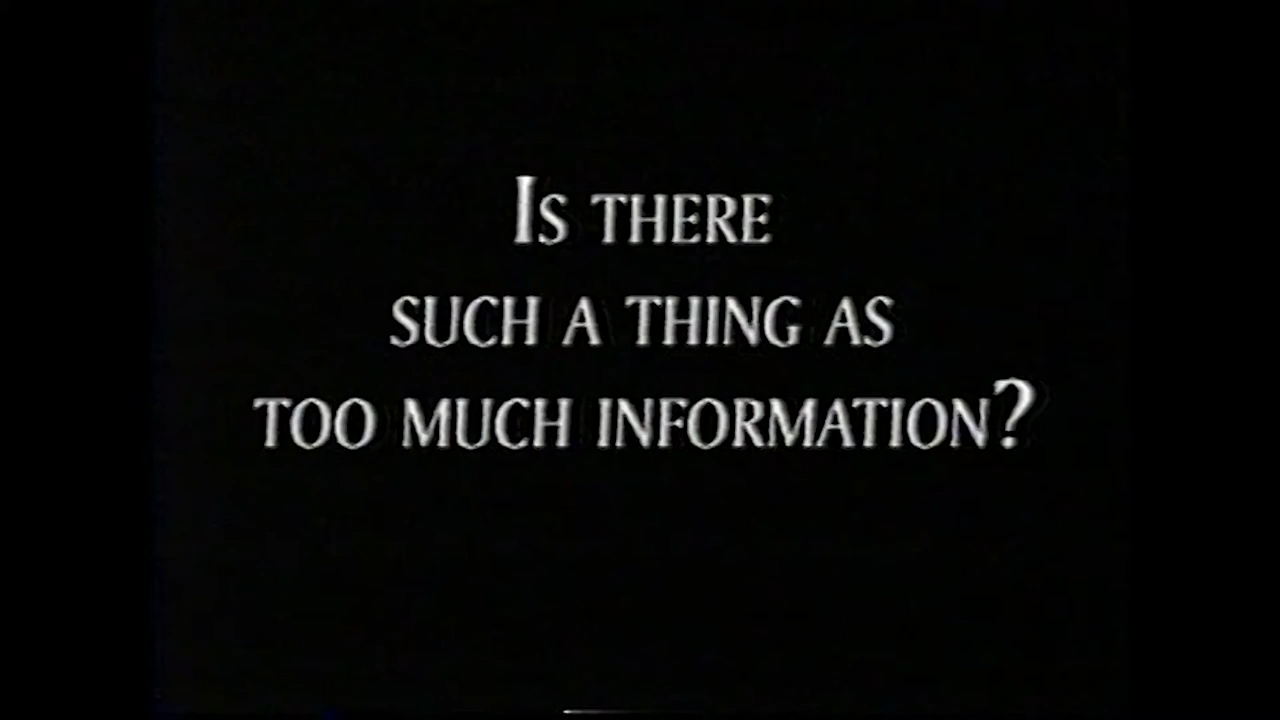 Is there
such a thing as
too much information?